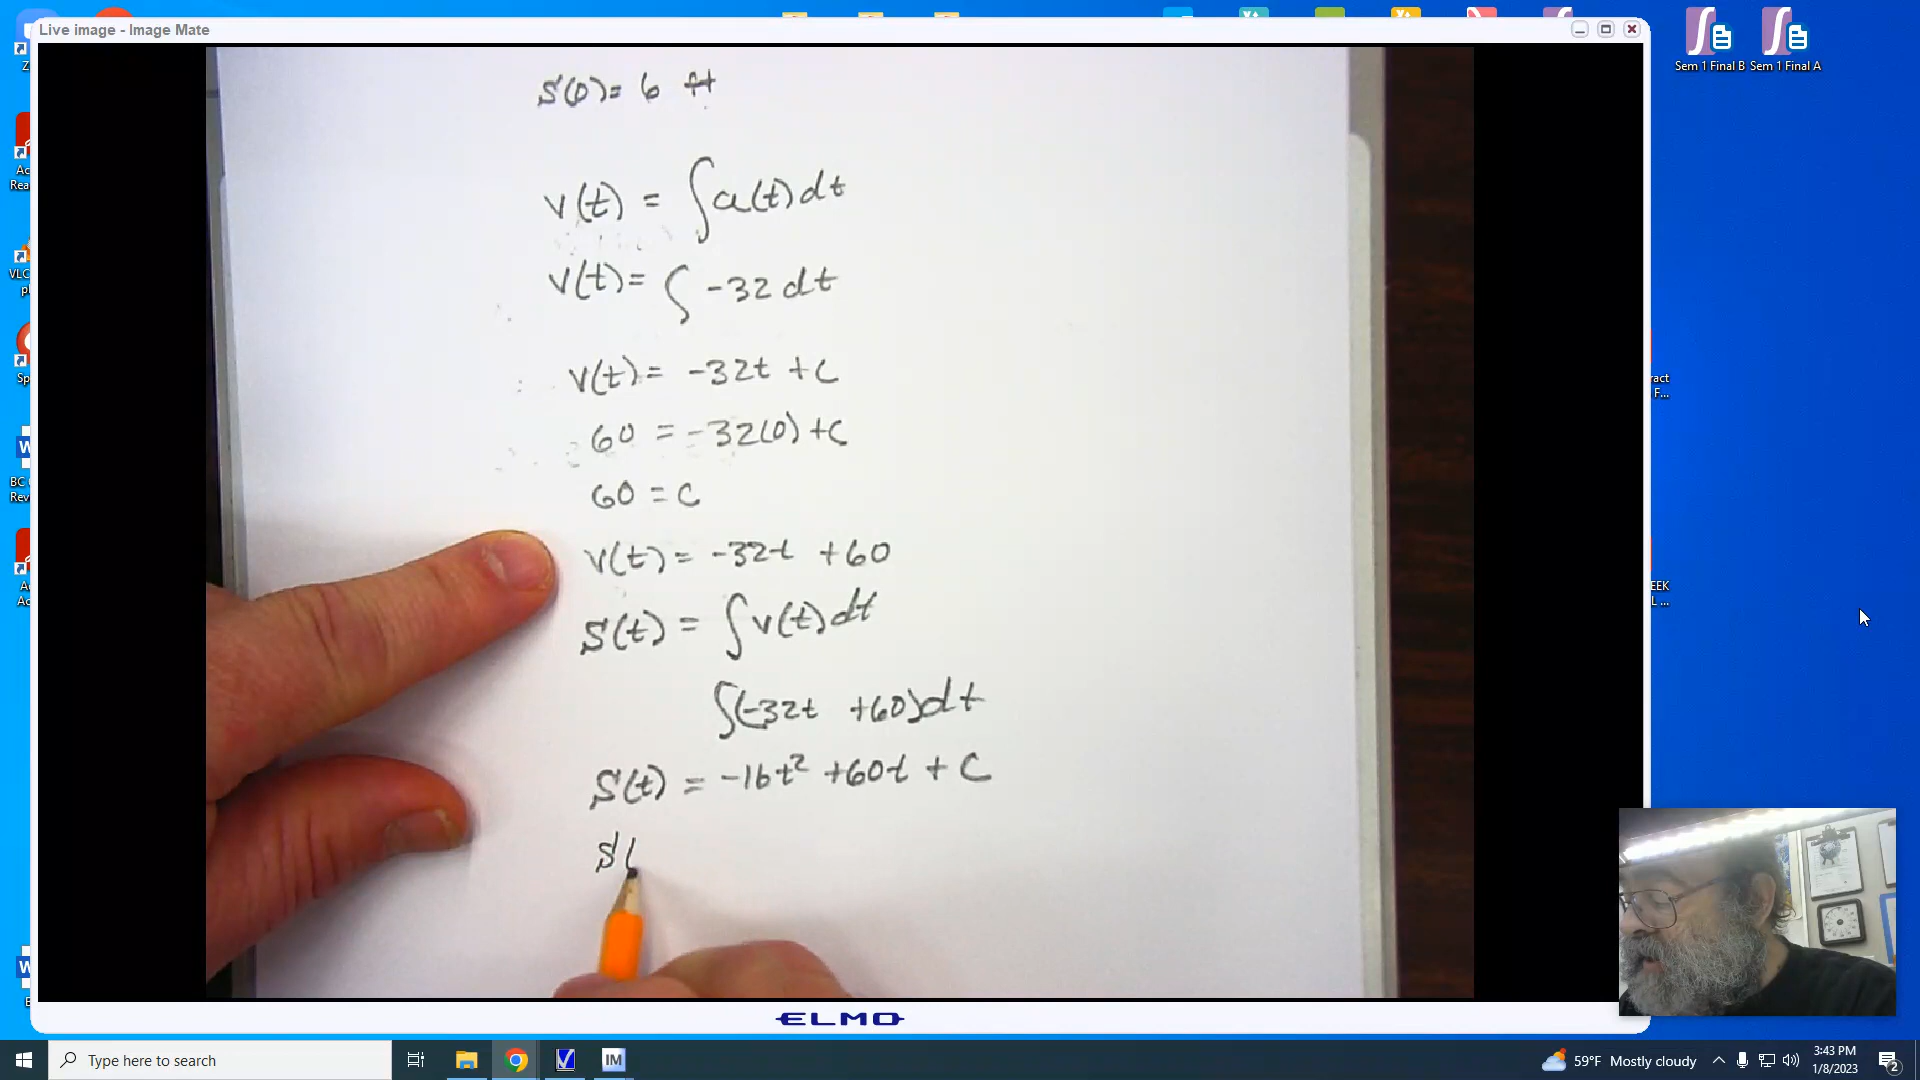 Live image - Image Mate
Sem 1 Final B
Sem 1 Final A
S(0) = 6 ft
v(t) = ∫a(t)dt
v(t) = ∫ -32 dt
v(t) = -32t + C
60 = -32(0) + C
60 = C
v(t) = -32t + 60
S(t) = ∫v(t)dt
∫(-32t + 60)dt
S(t) = -16t² + 60t + C
S(
ELMO
Type here to search
IM
59°F Mostly cloudy
3:43 PM
1/8/2023
2